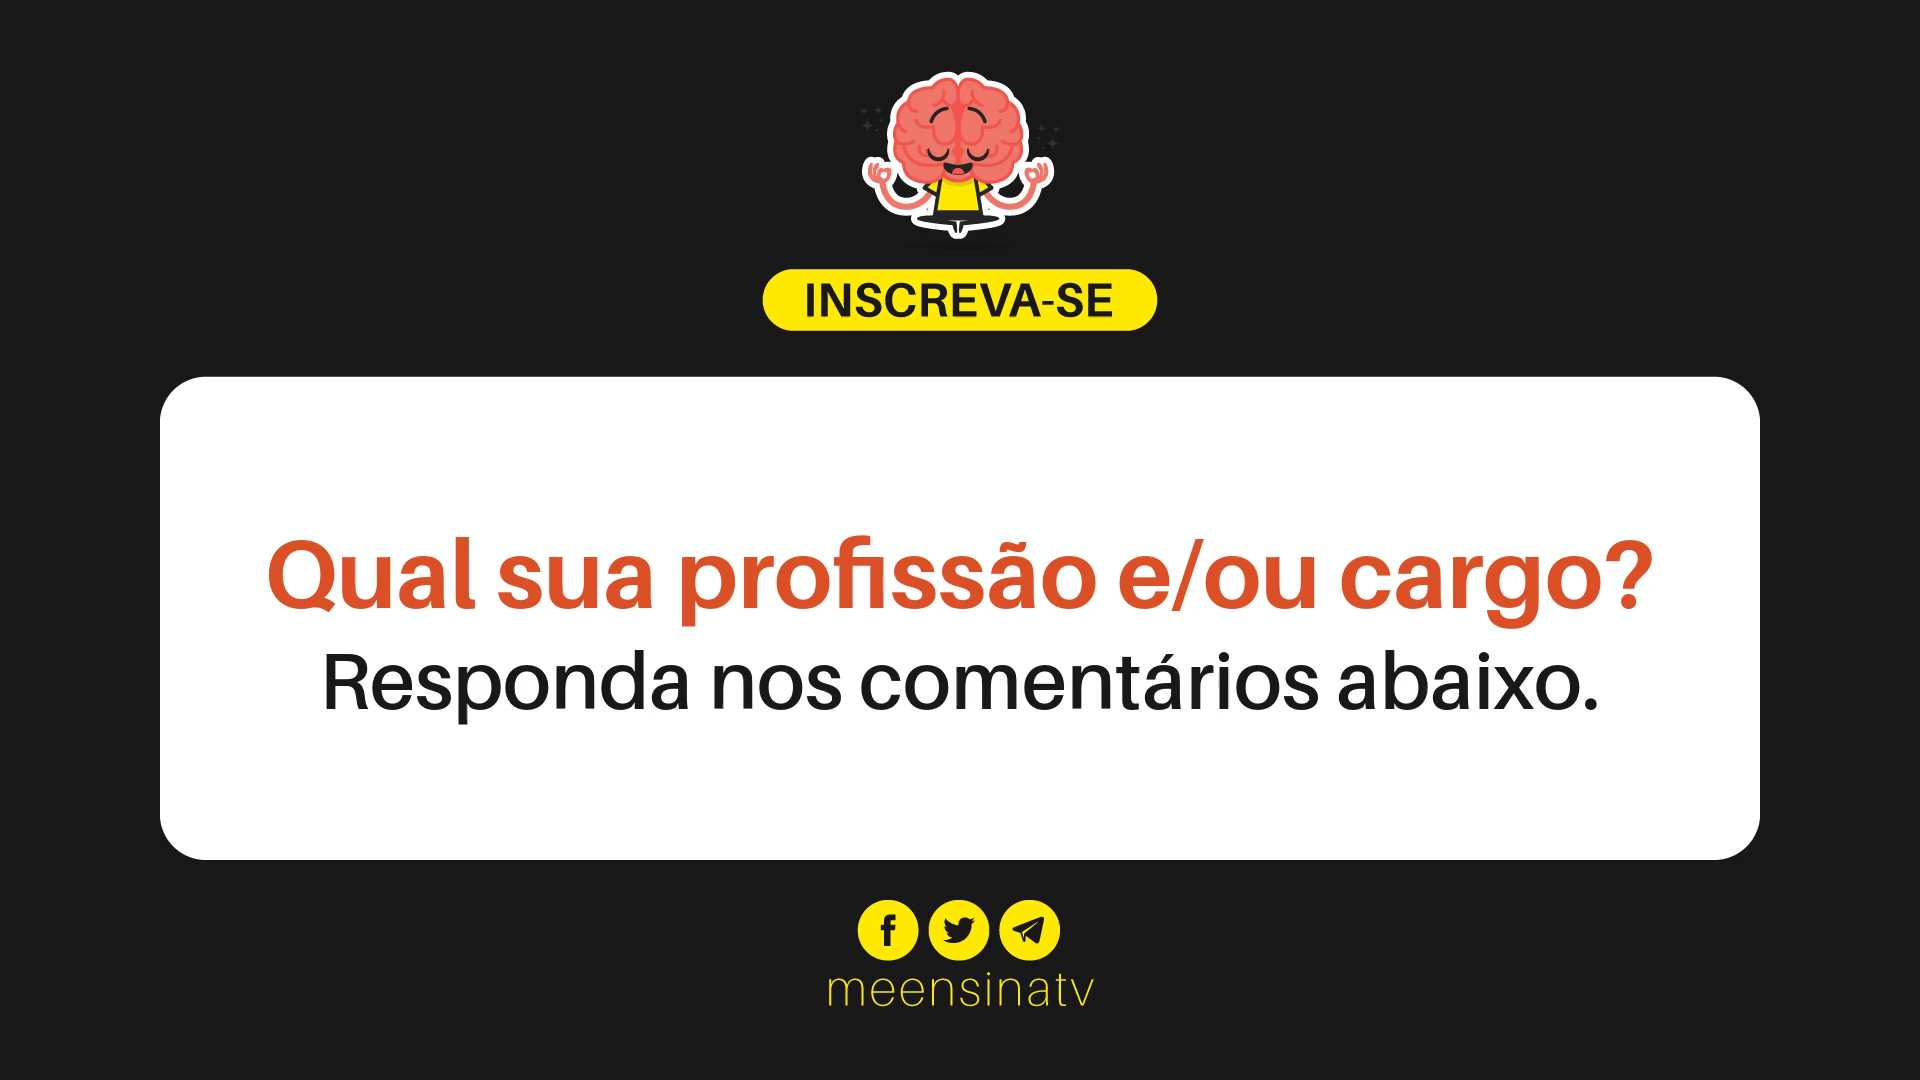 INSCREVA-SE
Qual sua profissão e/ou cargo?
Responda nos comentários abaixo.
meensinatv